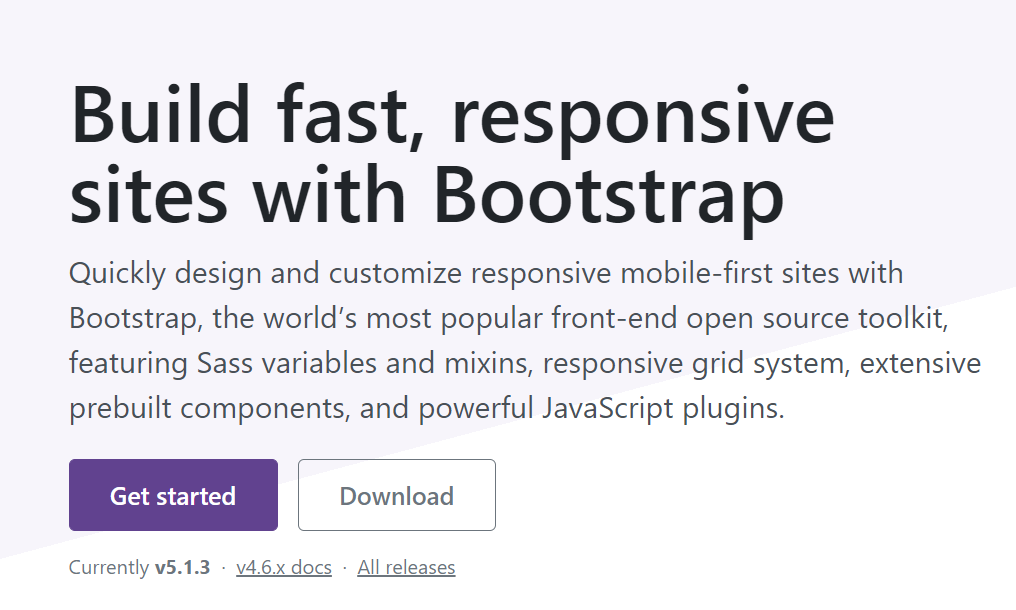 Build fast, responsive
sites with Bootstrap
Quickly design and customize responsive mobile-first sites with
Bootstrap, the world’s most popular front-end open source toolkit,
featuring Sass variables and mixins, responsive grid system, extensive
prebuilt components, and powerful JavaScript plugins.
Get started Download
Currently v5.1.3 · v4.6.x docs · All releases